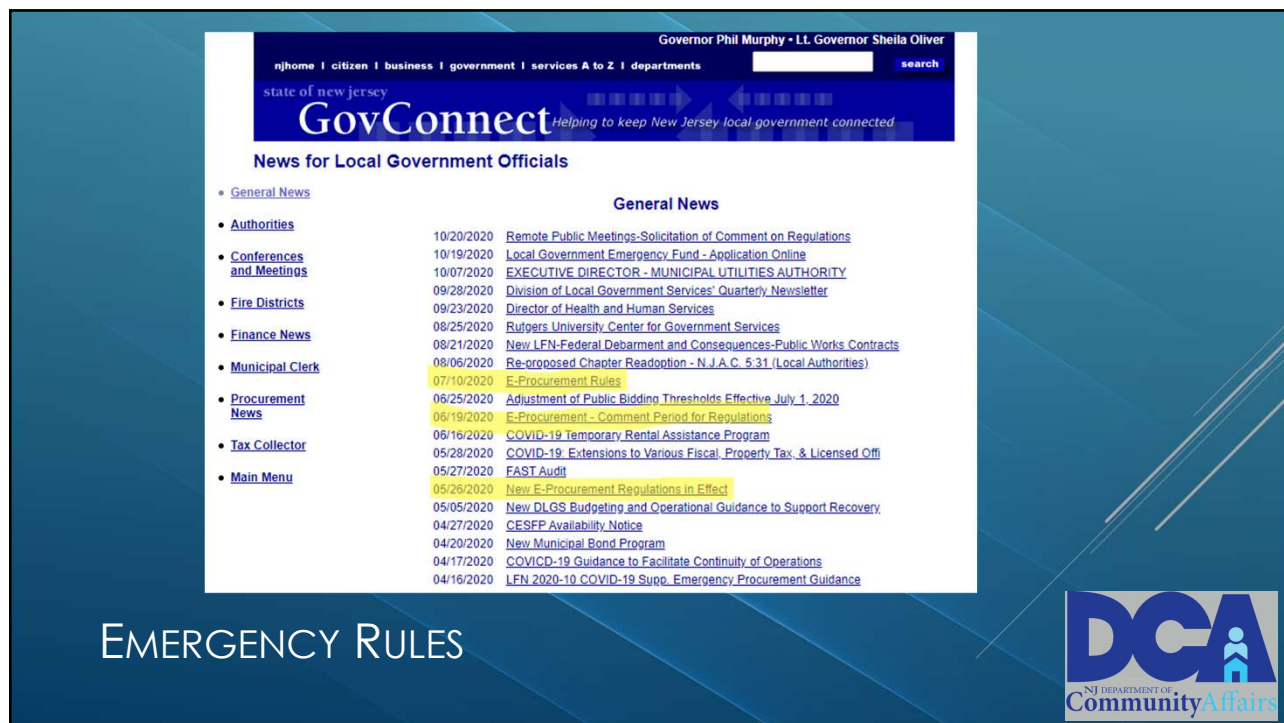 Governor Phil Murphy • Lt. Governor Sheila Oliver
njhome | citizen | business | government | services A to Z | departments
search
state of new jersey
GovConnect Helping to keep New Jersey local government connected
News for Local Government Officials
• General News
• Authorities
• Conferences
and Meetings
• Fire Districts
• Finance News
• Municipal Clerk
• Procurement
News
• Tax Collector
• Main Menu
General News
10/20/2020 Remote Public Meetings-Solicitation of Comment on Regulations
10/19/2020 Local Government Emergency Fund - Application Online
10/07/2020 EXECUTIVE DIRECTOR - MUNICIPAL UTILITIES AUTHORITY
09/28/2020 Division of Local Government Services' Quarterly Newsletter
09/23/2020 Director of Health and Human Services
08/25/2020 Rutgers University Center for Government Services
08/21/2020 New LFN-Federal Debarment and Consequences-Public Works Contracts
08/06/2020 Re-proposed Chapter Readoption - N.J.A.C. 5:31 (Local Authorities)
07/10/2020 E-Procurement Rules
06/25/2020 Adjustment of Public Bidding Thresholds Effective July 1, 2020
06/19/2020 E-Procurement - Comment Period for Regulations
06/16/2020 COVID-19 Temporary Rental Assistance Program
05/28/2020 COVID-19: Extensions to Various Fiscal, Property Tax, & Licensed Offi
05/27/2020 FAST Audit
05/26/2020 New E-Procurement Regulations in Effect
05/05/2020 New DLGS Budgeting and Operational Guidance to Support Recovery
04/27/2020 CESFP Availability Notice
04/20/2020 New Municipal Bond Program
04/17/2020 COVICD-19 Guidance to Facilitate Continuity of Operations
04/16/2020 LFN 2020-10 COVID-19 Supp. Emergency Procurement Guidance
EMERGENCY RULES
DCA
NJ DEPARTMENT OF
CommunityAffairs